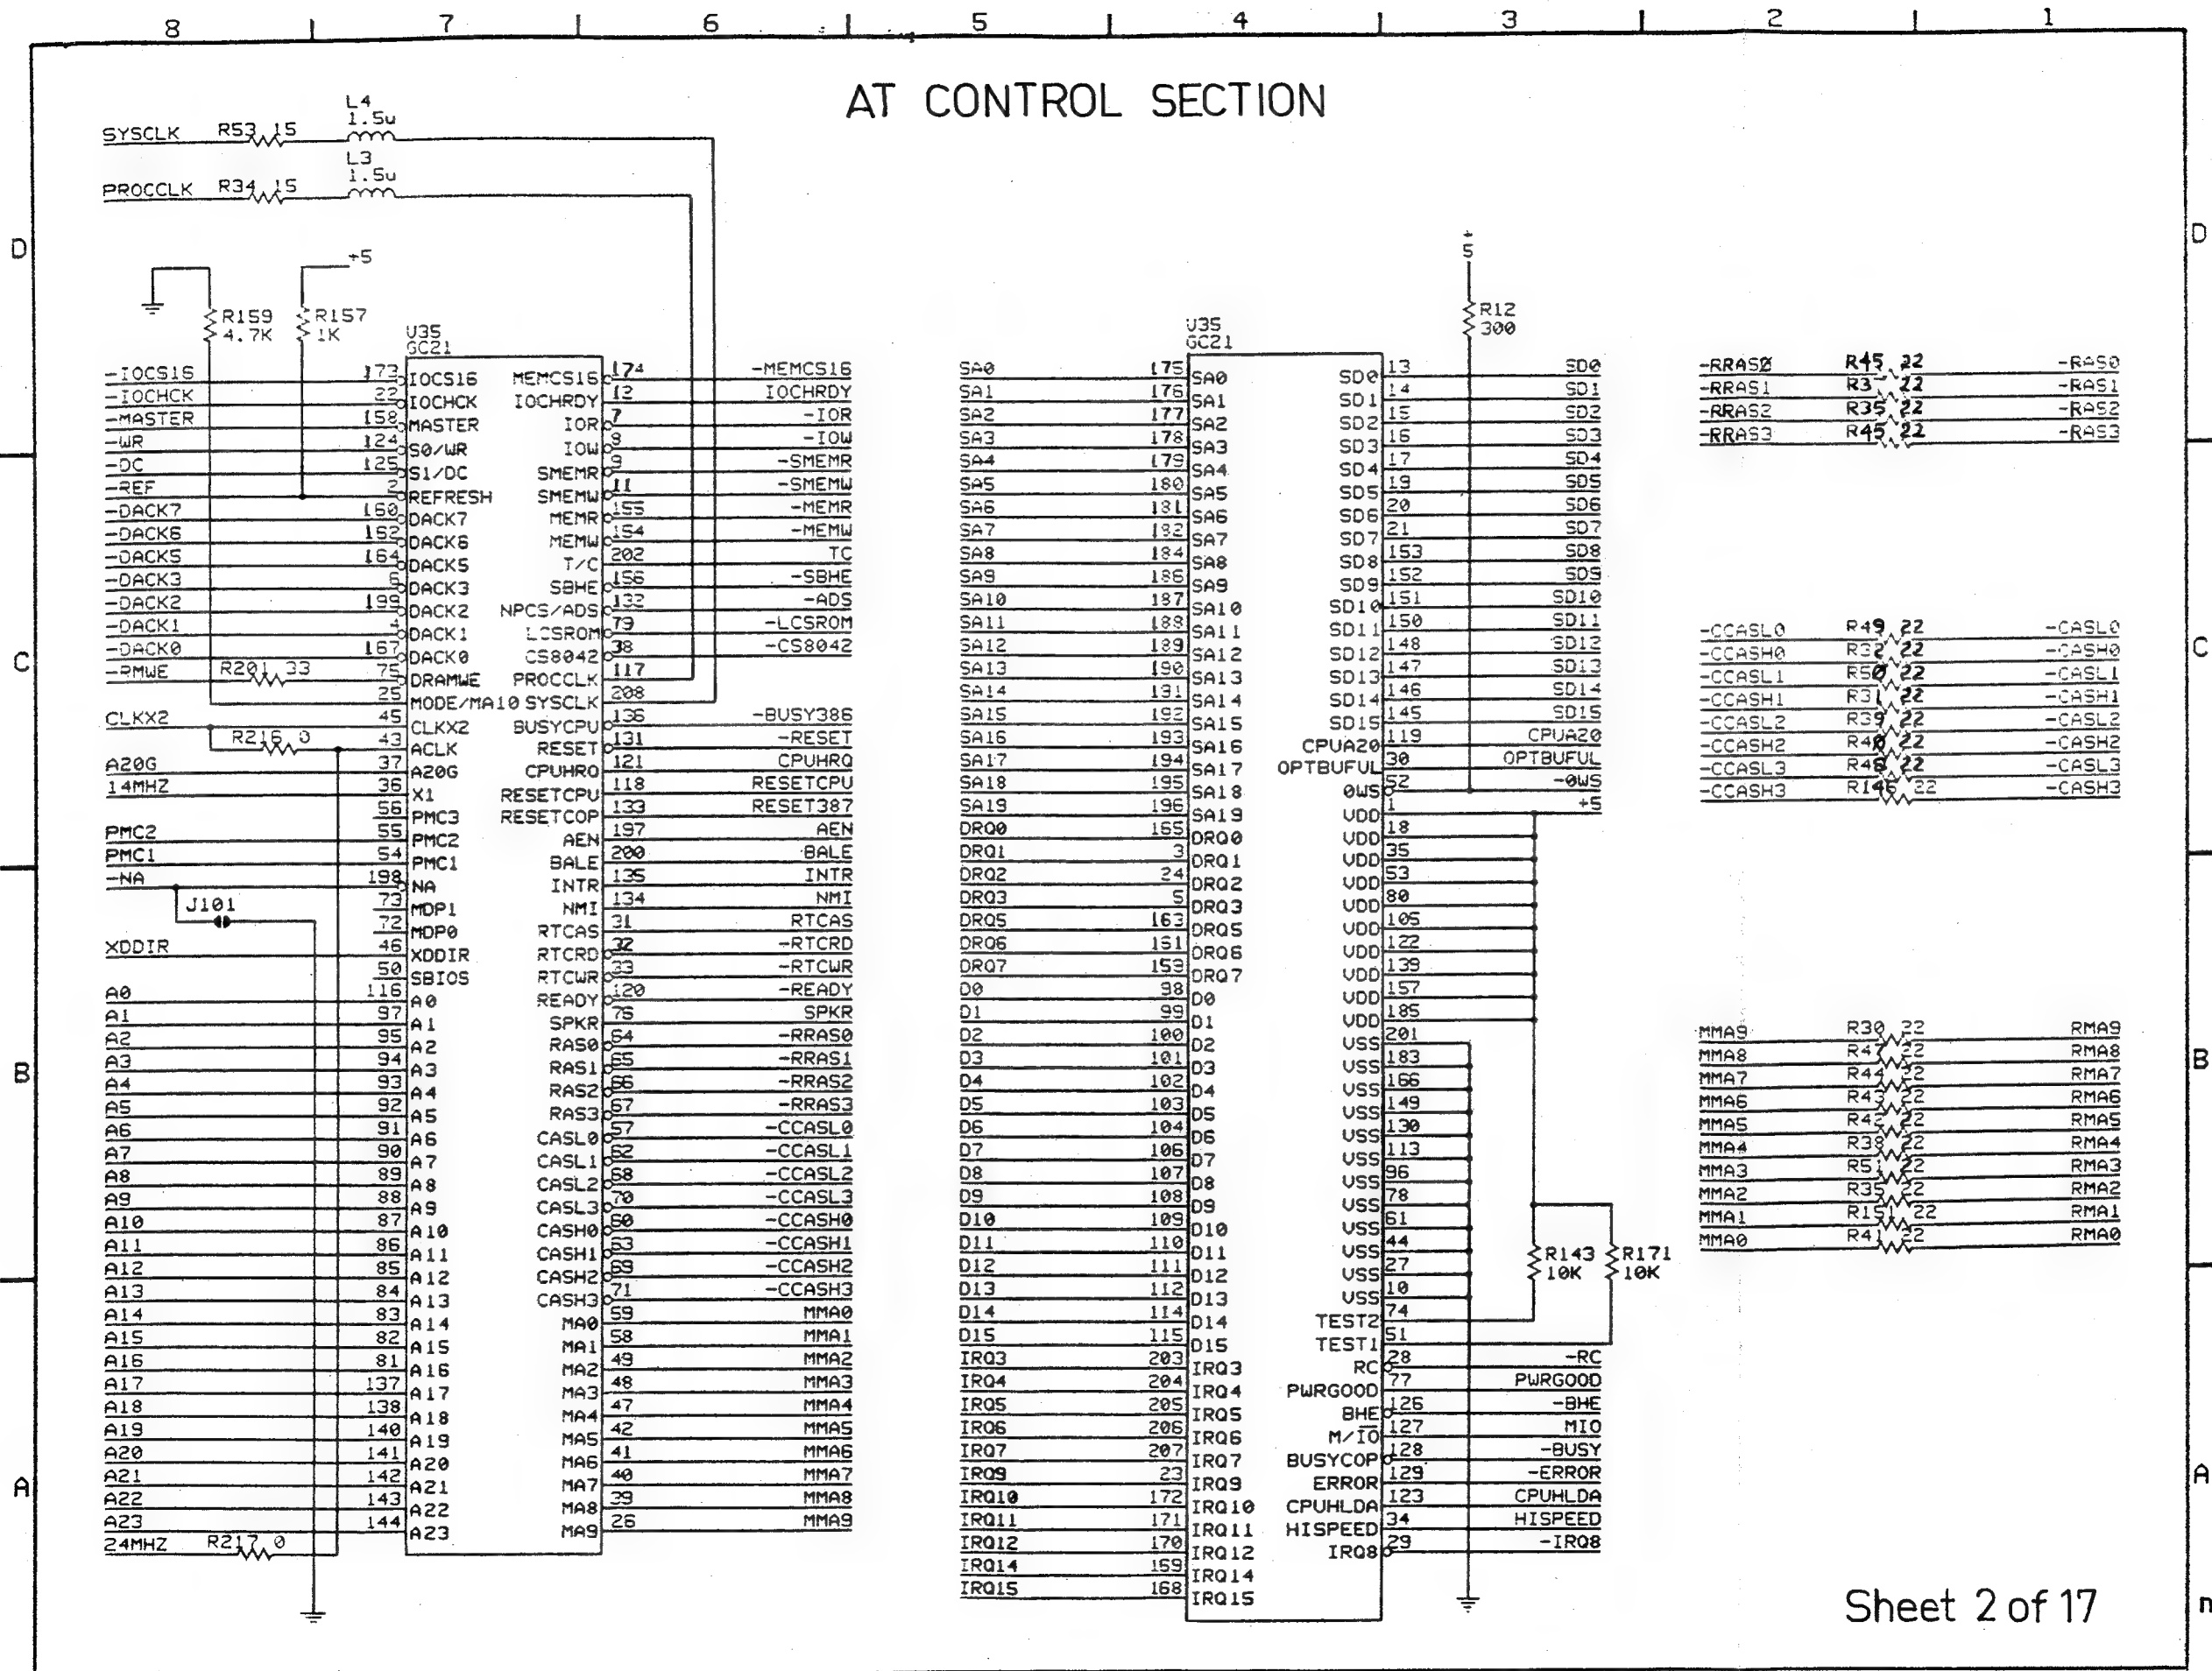 8 7 6 5 4 3 2 1
AT CONTROL SECTION
D
D
C
C
B
B
A
A
L4
1.5u
SYSCLK R53 15
L3
1.5u
PROCCLK R34 15
+5
R159
4.7K
R157
1K
U35
GC21
-IOCS16 173 IOCS16 MEMCS16 174 -MEMCS16
-IOCHCK 22 IOCHCK IOCHRDY 12 IOCHRDY
-MASTER 158 MASTER IOR 7 -IOR
-WR 124 S0/WR IOW 8 -IOW
-DC 125 S1/DC SMEMR 9 -SMEMR
-REF 2 REFRESH SMEMW 11 -SMEMW
-DACK7 160 DACK7 MEMR 155 -MEMR
-DACK6 162 DACK6 MEMW 154 -MEMW
-DACK5 164 DACK5 T/C 202 TC
-DACK3 6 DACK3 SBHE 156 -SBHE
-DACK2 199 DACK2 NPCS/ADS 132 -ADS
-DACK1 4 DACK1 LCSROM 79 -LCSROM
-DACK0 167 DACK0 CS8042 38 -CS8042
-RMWE R201 33 75 DRAMWE PROCCLK 117
25 MODE/MA10 SYSCLK 208
CLKX2 45 CLKX2 BUSYCPU 136 -BUSY386
R216 0 43 ACLK RESET 131 -RESET
A20G 37 A20G CPUHRQ 121 CPUHRQ
14MHZ 36 X1 RESETCPU 118 RESETCPU
56 PMC3 RESETCOP 133 RESET387
PMC2 55 PMC2 AEN 197 AEN
PMC1 54 PMC1 BALE 200 BALE
-NA 198 NA INTR 135 INTR
J101 73 MDP1 NMI 134 NMI
72 MDP0 RTCAS 31 RTCAS
XDDIR 46 XDDIR RTCRD 32 -RTCRD
50 SBIOS RTCWR 33 -RTCWR
A0 116 A0 READY 120 -READY
A1 97 A1 SPKR 76 SPKR
A2 95 A2 RAS0 64 -RRAS0
A3 94 A3 RAS1 65 -RRAS1
A4 93 A4 RAS2 66 -RRAS2
A5 92 A5 RAS3 67 -RRAS3
A6 91 A6 CASL0 57 -CCASL0
A7 90 A7 CASL1 62 -CCASL1
A8 89 A8 CASL2 68 -CCASL2
A9 88 A9 CASL3 70 -CCASL3
A10 87 A10 CASH0 60 -CCASH0
A11 86 A11 CASH1 63 -CCASH1
A12 85 A12 CASH2 69 -CCASH2
A13 84 A13 CASH3 71 -CCASH3
A14 83 A14 MA0 59 MMA0
A15 82 A15 MA1 58 MMA1
A16 81 A16 MA2 49 MMA2
A17 137 A17 MA3 48 MMA3
A18 138 A18 MA4 47 MMA4
A19 140 A19 MA5 42 MMA5
A20 141 A20 MA6 41 MMA6
A21 142 A21 MA7 40 MMA7
A22 143 A22 MA8 39 MMA8
A23 144 A23 MA9 26 MMA9
24MHZ R217 0
+
5
R12
300
U35
GC21
SA0 175 SA0 SD0 13 SD0
SA1 176 SA1 SD1 14 SD1
SA2 177 SA2 SD2 15 SD2
SA3 178 SA3 SD3 16 SD3
SA4 179 SA4 SD4 17 SD4
SA5 180 SA5 SD5 19 SD5
SA6 181 SA6 SD6 20 SD6
SA7 182 SA7 SD7 21 SD7
SA8 184 SA8 SD8 153 SD8
SA9 186 SA9 SD9 152 SD9
SA10 187 SA10 SD10 151 SD10
SA11 188 SA11 SD11 150 SD11
SA12 189 SA12 SD12 148 SD12
SA13 190 SA13 SD13 147 SD13
SA14 191 SA14 SD14 146 SD14
SA15 192 SA15 SD15 145 SD15
SA16 193 SA16 CPUA20 119 CPUA20
SA17 194 SA17 OPTBUFUL 30 OPTBUFUL
SA18 195 SA18 0WS 52 -0WS
SA19 196 SA19 VDD 1 +5
DRQ0 165 DRQ0 VDD 18
DRQ1 3 DRQ1 VDD 35
DRQ2 24 DRQ2 VDD 53
DRQ3 5 DRQ3 VDD 80
DRQ5 163 DRQ5 VDD 105
DRQ6 161 DRQ6 VDD 122
DRQ7 159 DRQ7 VDD 139
D0 98 D0 VDD 157
D1 99 D1 VDD 185
D2 100 D2 VSS 201
D3 101 D3 VSS 183
D4 102 D4 VSS 166
D5 103 D5 VSS 149
D6 104 D6 VSS 130
D7 106 D7 VSS 113
D8 107 D8 VSS 96
D9 108 D9 VSS 78
D10 109 D10 VSS 61
D11 110 D11 VSS 44
D12 111 D12 VSS 27
D13 112 D13 VSS 10
D14 114 D14 TEST2 74
D15 115 D15 TEST1 51
IRQ3 203 IRQ3 RC 28 -RC
IRQ4 204 IRQ4 PWRGOOD 77 PWRGOOD
IRQ5 205 IRQ5 BHE 126 -BHE
IRQ6 206 IRQ6 M/IO 127 MIO
IRQ7 207 IRQ7 BUSYCOP 128 -BUSY
IRQ9 23 IRQ9 ERROR 129 -ERROR
IRQ10 172 IRQ10 CPUHLDA 123 CPUHLDA
IRQ11 171 IRQ11 HISPEED 34 HISPEED
IRQ12 170 IRQ12 IRQ8 29 -IRQ8
IRQ14 169 IRQ14
IRQ15 168 IRQ15
R143
10K
R171
10K
-RRAS0 R45 22 -RAS0
-RRAS1 22 -RAS1
-RRAS2 R35 22 -RAS2
-RRAS3 R45 22 -RAS3
-CCASL0 R49 22 -CASL0
-CCASH0 R32 22 -CASH0
-CCASL1 R50 22 -CASL1
-CCASH1 R31 22 -CASH1
-CCASL2 R39 22 -CASL2
-CCASH2 R40 22 -CASH2
-CCASL3 R48 22 -CASL3
-CCASH3 R146 22 -CASH3
MMA9 R30 22 RMA9
MMA8 R47 22 RMA8
MMA7 R44 22 RMA7
MMA6 R43 22 RMA6
MMA5 R42 22 RMA5
MMA4 R38 22 RMA4
MMA3 R51 22 RMA3
MMA2 R35 22 RMA2
MMA1 R151 22 RMA1
MMA0 R41 22 RMA0
Sheet 2 of 17